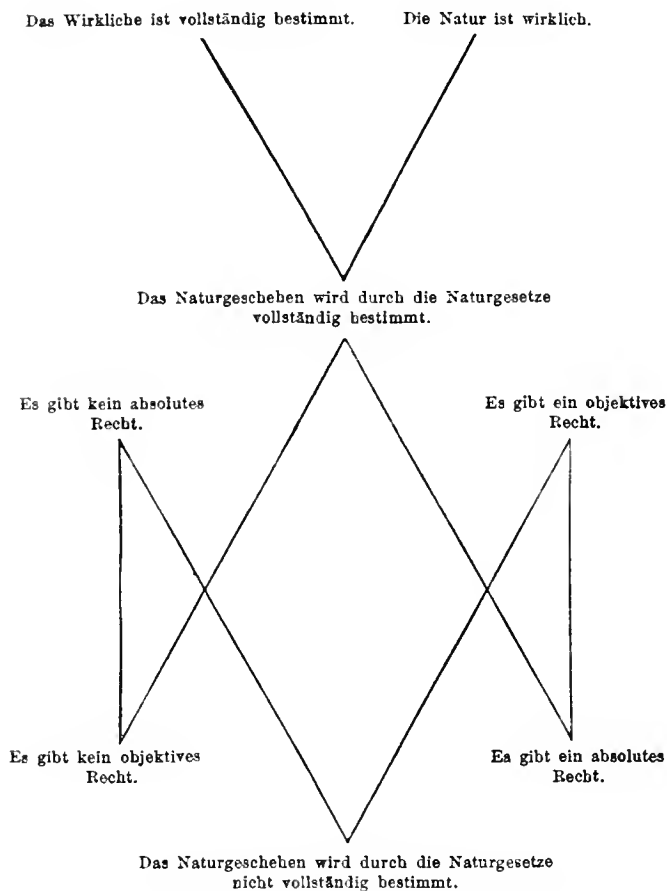 Das Wirkliche ist vollständig bestimmt.
Die Natur ist wirklich.
Das Naturgeschehen wird durch die Naturgesetze
vollständig bestimmt.
Es gibt kein absolutes
Recht.
Es gibt ein objektives
Recht.
Es gibt kein objektives
Recht.
Es gibt ein absolutes
Recht.
Das Naturgeschehen wird durch die Naturgesetze
nicht vollständig bestimmt.